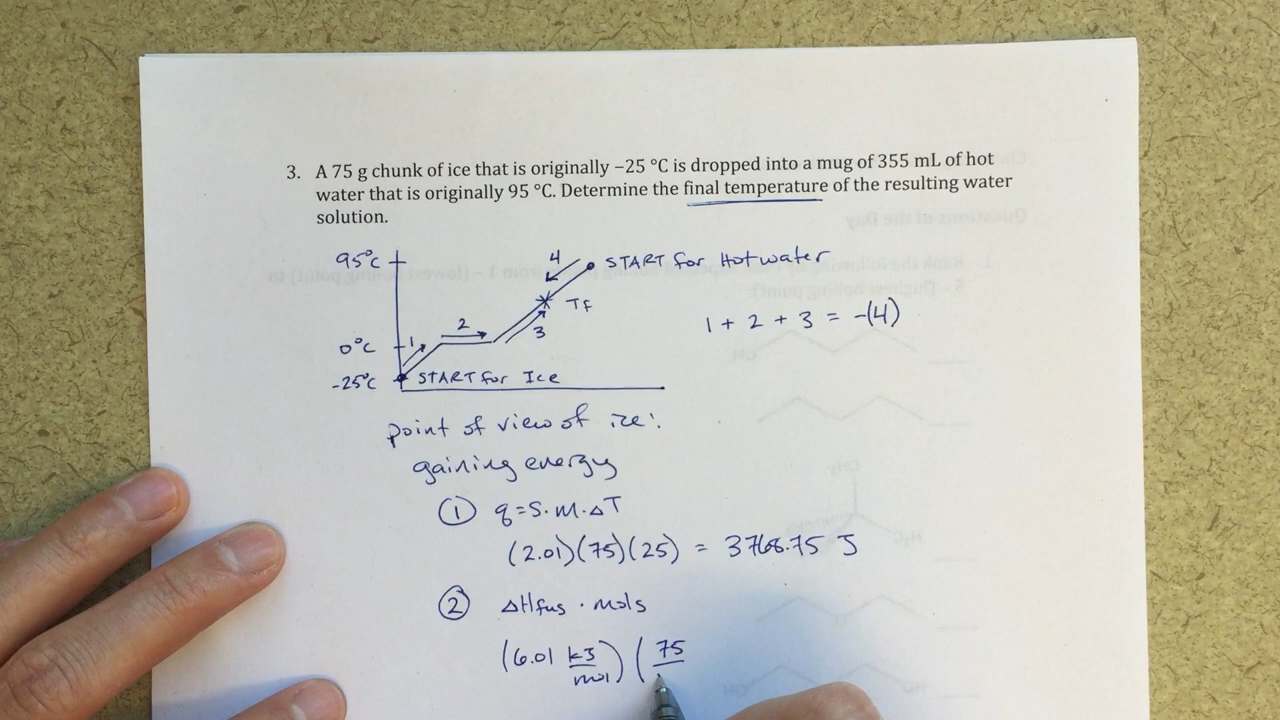 3. A 75 g chunk of ice that is originally −25 °C is dropped into a mug of 355 mL of hot
water that is originally 95 °C. Determine the final temperature of the resulting water
solution.
95°C
4
START for Hot water
Tf
1 + 2 + 3 = -(4)
2
3
0°C
1
-25°C
START for Ice
point of view of ice:
gaining energy
① q=S.M.△T
(2.01)(75)(25) = 3768.75 J
② △Hfus . mols
(6.01 kJ/mol) (75